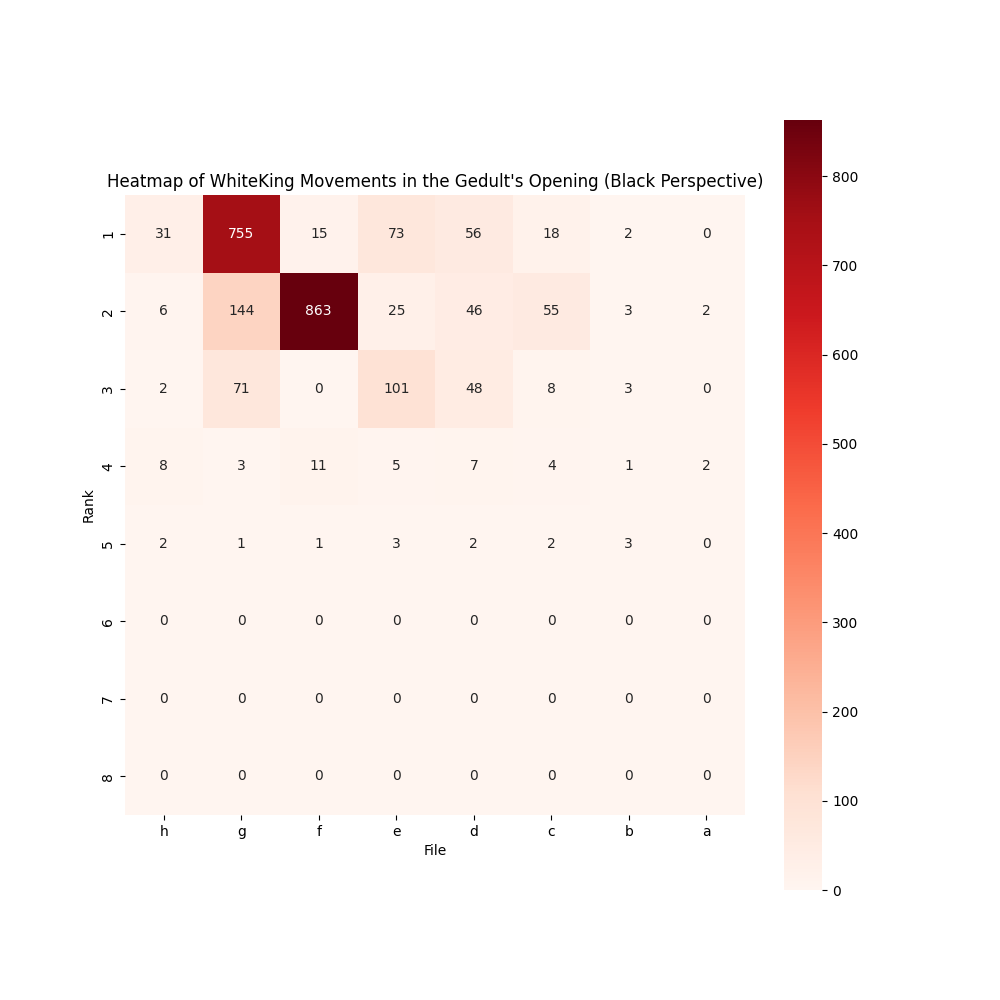 Heatmap of WhiteKing Movements in the Gedult's Opening (Black Perspective)
1 31 755 15 73 56 18 2 0
2 6 144 863 25 46 55 3 2
3 2 71 0 101 48 8 3 0
4 8 3 11 5 7 4 1 2
5 2 1 1 3 2 2 3 0
6 0 0 0 0 0 0 0 0
7 0 0 0 0 0 0 0 0
8 0 0 0 0 0 0 0 0
Rank
h g f e d c b a
File
800
700
600
500
400
300
200
100
0